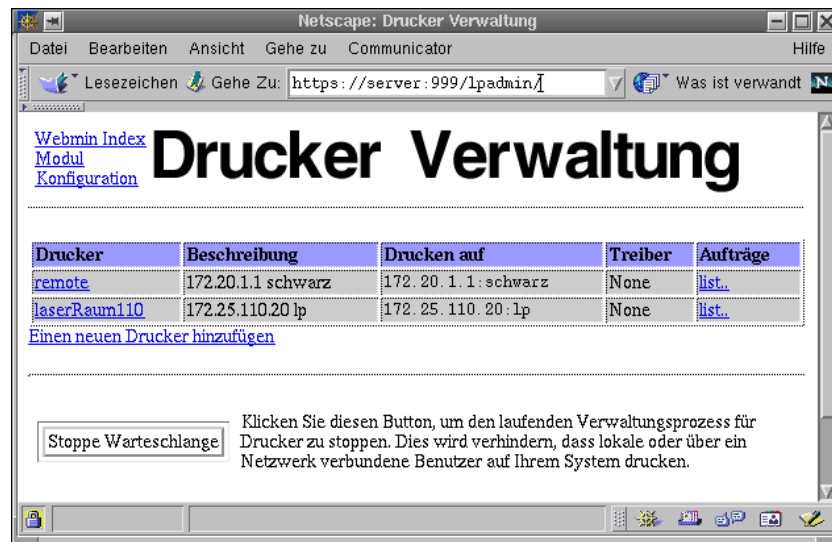 Netscape: Drucker Verwaltung
Datei Bearbeiten Ansicht Gehe zu Communicator Hilfe
Lesezeichen Gehe Zu: https://server:999/lpadmin/ Was ist verwandt N
Webmin Index
Modul
Konfiguration
Drucker Verwaltung
Drucker Beschreibung Drucken auf Treiber Aufträge
remote 172.20.1.1 schwarz 172.20.1.1:schwarz None list..
laserRaum110 172.25.110.20 lp 172.25.110.20:lp None list..
Einen neuen Drucker hinzufügen
Stoppe Warteschlange
Klicken Sie diesen Button, um den laufenden Verwaltungsprozess für
Drucker zu stoppen. Dies wird verhindern, dass lokale oder über ein
Netzwerk verbundene Benutzer auf Ihrem System drucken.